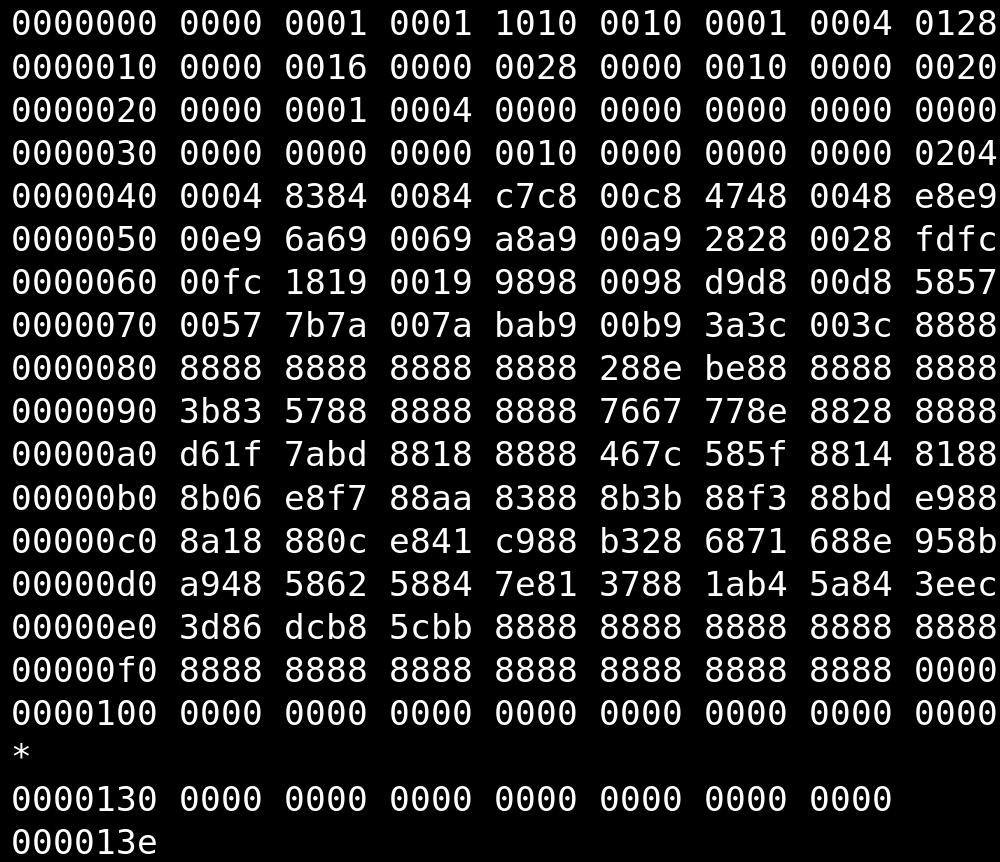 0000000 0000 0001 0001 1010 0010 0001 0004 0128
0000010 0000 0016 0000 0028 0000 0010 0000 0020
0000020 0000 0001 0004 0000 0000 0000 0000 0000
0000030 0000 0000 0000 0010 0000 0000 0000 0204
0000040 0004 8384 0084 c7c8 00c8 4748 0048 e8e9
0000050 00e9 6a69 0069 a8a9 00a9 2828 0028 fdfc
0000060 00fc 1819 0019 9898 0098 d9d8 00d8 5857
0000070 0057 7b7a 007a bab9 00b9 3a3c 003c 8888
0000080 8888 8888 8888 8888 288e be88 8888 8888
0000090 3b83 5788 8888 8888 7667 778e 8828 8888
00000a0 d61f 7abd 8818 8888 467c 585f 8814 8188
00000b0 8b06 e8f7 88aa 8388 8b3b 88f3 88bd e988
00000c0 8a18 880c e841 c988 b328 6871 688e 958b
00000d0 a948 5862 5884 7e81 3788 1ab4 5a84 3eec
00000e0 3d86 dcb8 5cbb 8888 8888 8888 8888 8888
00000f0 8888 8888 8888 8888 8888 8888 8888 0000
0000100 0000 0000 0000 0000 0000 0000 0000 0000
*
0000130 0000 0000 0000 0000 0000 0000 0000
000013e